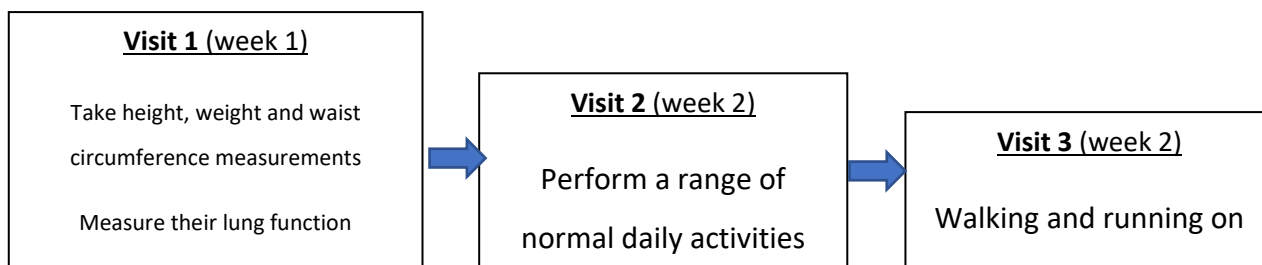 Visit 1 (week 1)
Take height, weight and waist
circumference measurements
Measure their lung function
Visit 2 (week 2)
Perform a range of
normal daily activities
Visit 3 (week 2)
Walking and running on